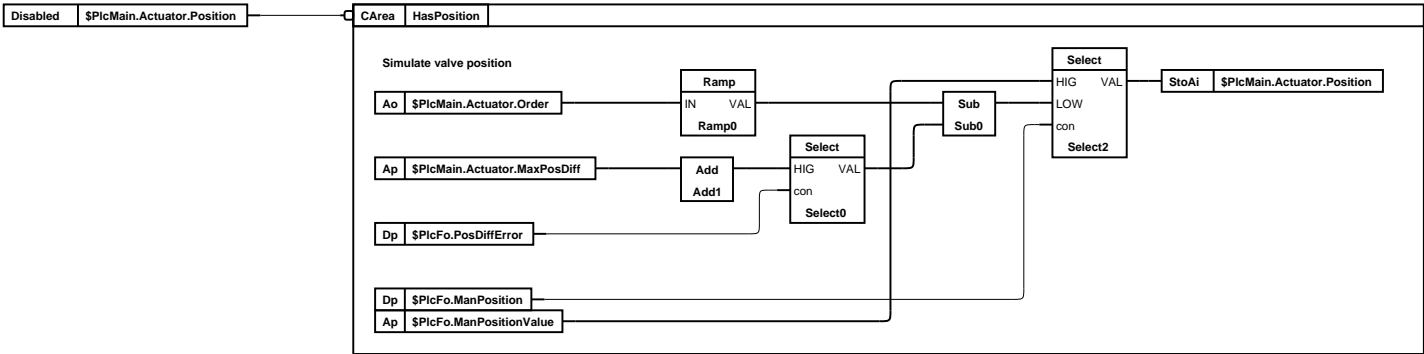 Disabled $PlcMain.Actuator.Position
CArea HasPosition
Simulate valve position
Ao $PlcMain.Actuator.Order
Ramp
IN VAL
Ramp0
Sub
Sub0
Select
HIG VAL
LOW
con
Select2
StoAi $PlcMain.Actuator.Position
Ap $PlcMain.Actuator.MaxPosDiff
Add
Add1
Select
HIG VAL
con
Select0
Dp $PlcFo.PosDiffError
Dp $PlcFo.ManPosition
Ap $PlcFo.ManPositionValue